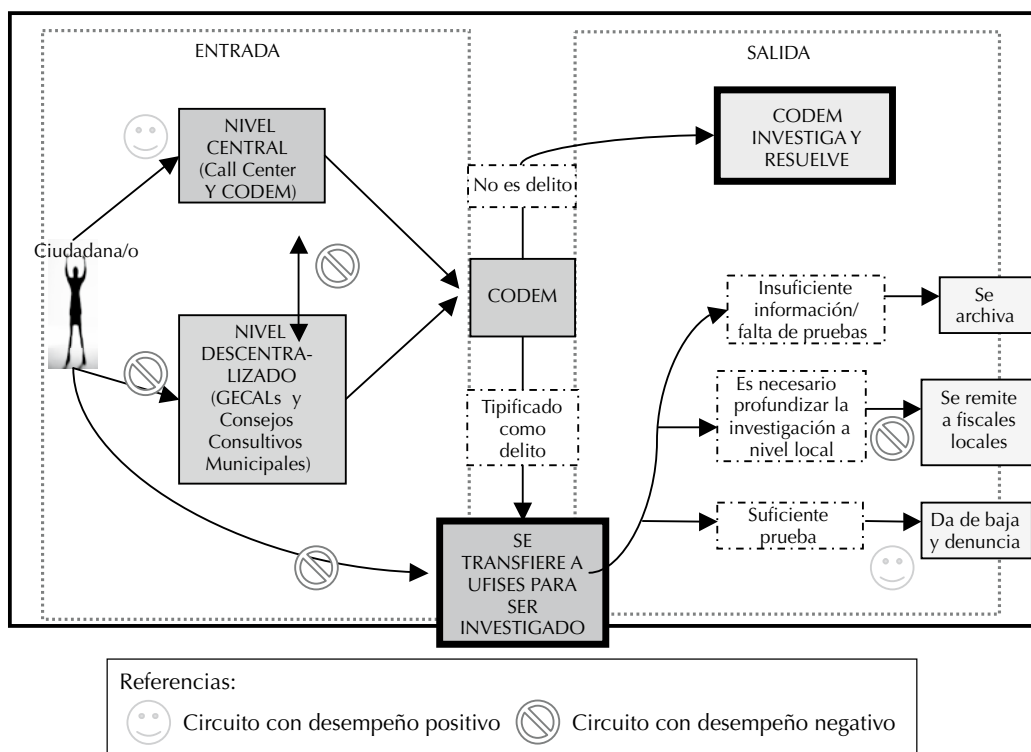 ENTRADA
SALIDA
NIVEL
CENTRAL
(Call Center
Y CODEM)
CODEM
INVESTIGA Y
RESUELVE
No es delito
Ciudadana/o
CODEM
NIVEL
DESCENTRA-
LIZADO
(GECALs y
Consejos
Consultivos
Municipales)
Tipificado
como
delito
Insuficiente
información/
falta de pruebas
Se
archiva
Es necesario
profundizar la
investigación a
nivel local
Se remite
a fiscales
locales
Suficiente
prueba
Da de baja
y denuncia
SE
TRANSFIERE A
UFISES PARA
SER
INVESTIGADO
Referencias:
Circuito con desempeño positivo
Circuito con desempeño negativo